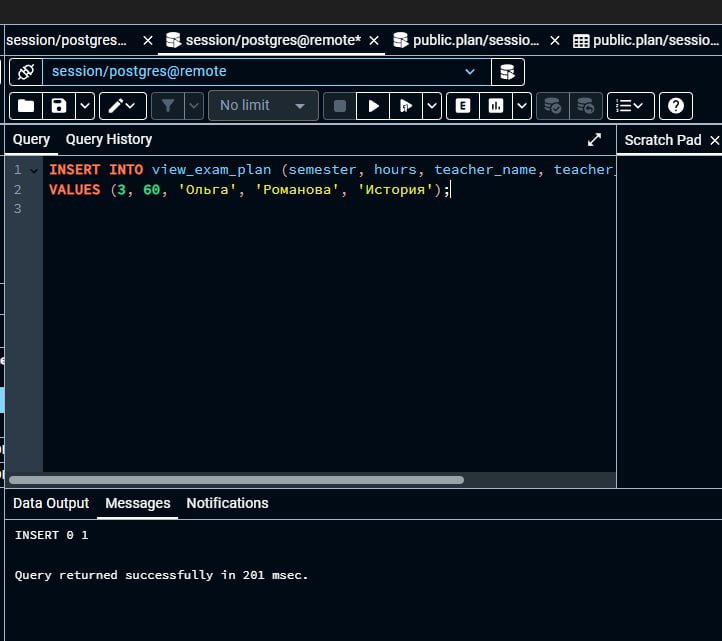 session/postgres... session/postgres@remote* public.plan/sessio... public.plan/sessio...
session/postgres@remote
No limit
Query Query History Scratch Pad
1 INSERT INTO view_exam_plan (semester, hours, teacher_name, teacher_
2 VALUES (3, 60, 'Ольга', 'Романова', 'История');
3
Data Output Messages Notifications
INSERT 0 1
Query returned successfully in 201 msec.